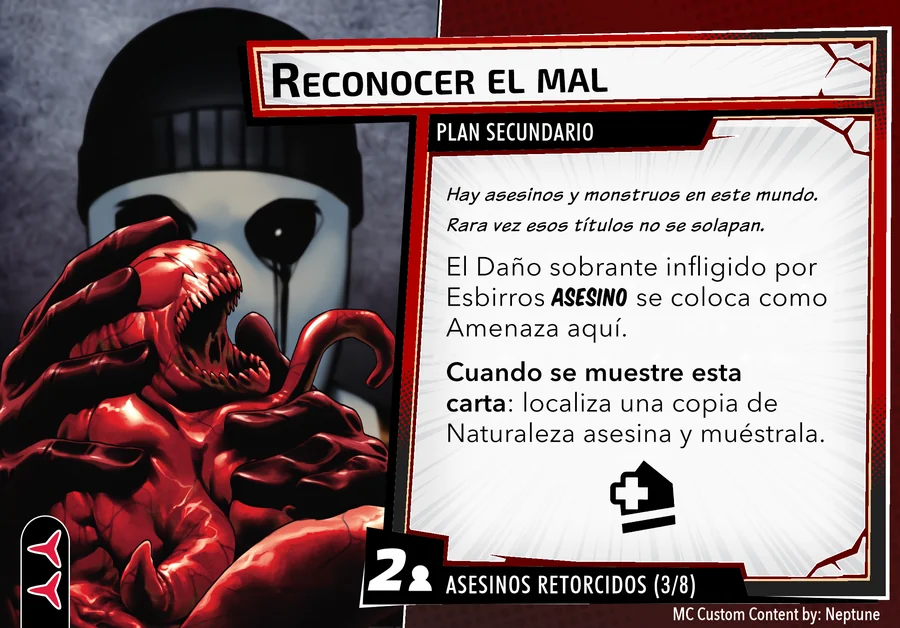 RECONOCER EL MAL
PLAN SECUNDARIO
Hay asesinos y monstruos en este mundo.
Rara vez esos títulos no se solapan.
El Daño sobrante infligido por
Esbirros ASESINO se coloca como
Amenaza aquí.
Cuando se muestre esta
carta: localiza una copia de
Naturaleza asesina y muéstrala.
2
ASESINOS RETORCIDOS (3/8)
MC Custom Content by: Neptune